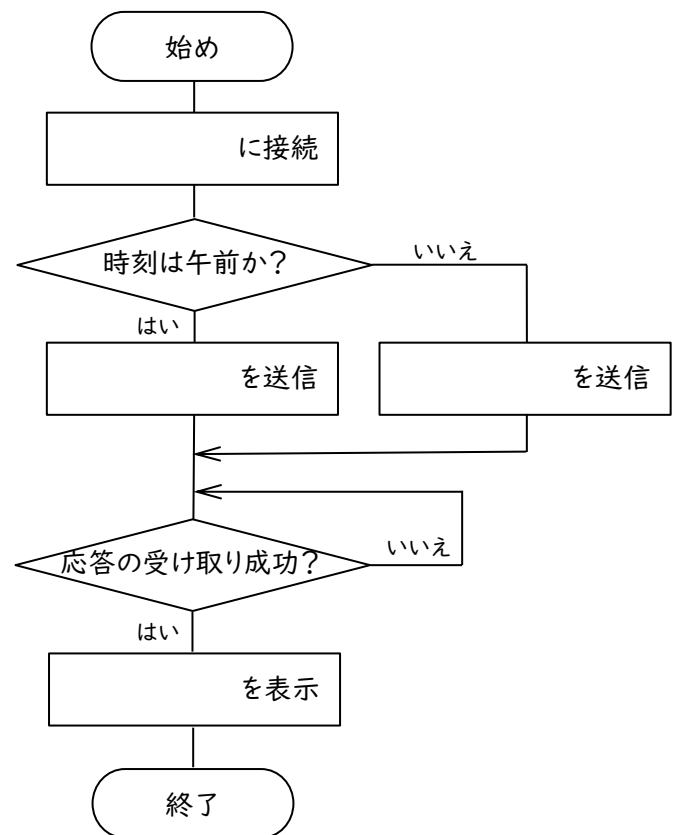 始め
に接続
時刻は午前か?
いいえ
はい
を送信
を送信
応答の受け取り成功?
いいえ
はい
を表示
終了